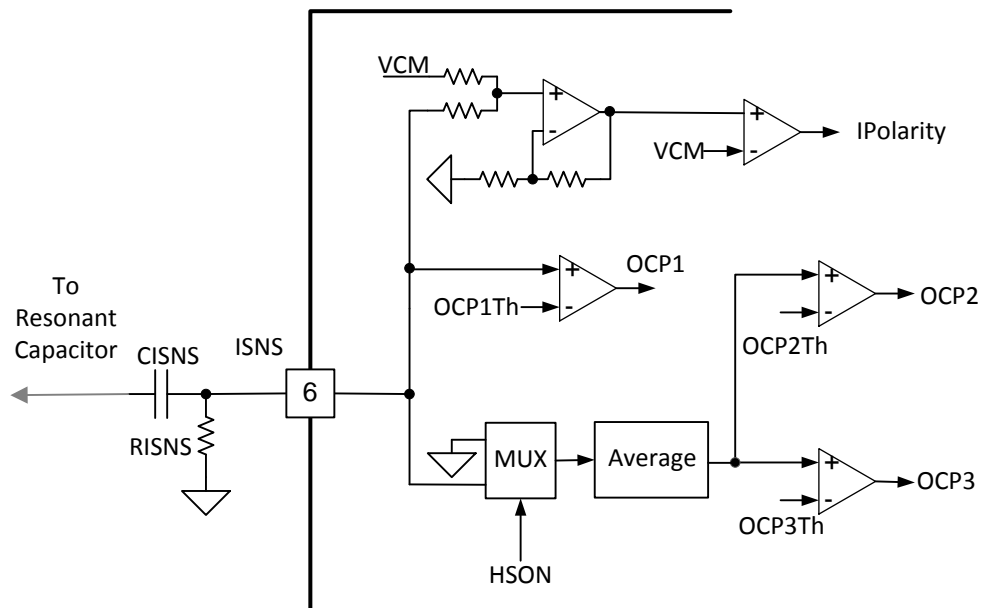 VCM
+
-
+
VCM
-
IPolarity
+
OCP1
OCP1Th
-
+
OCP2
-
OCP2Th
To
Resonant
Capacitor
CISNS
ISNS
6
RISNS
MUX
Average
+
OCP3
-
OCP3Th
HSON